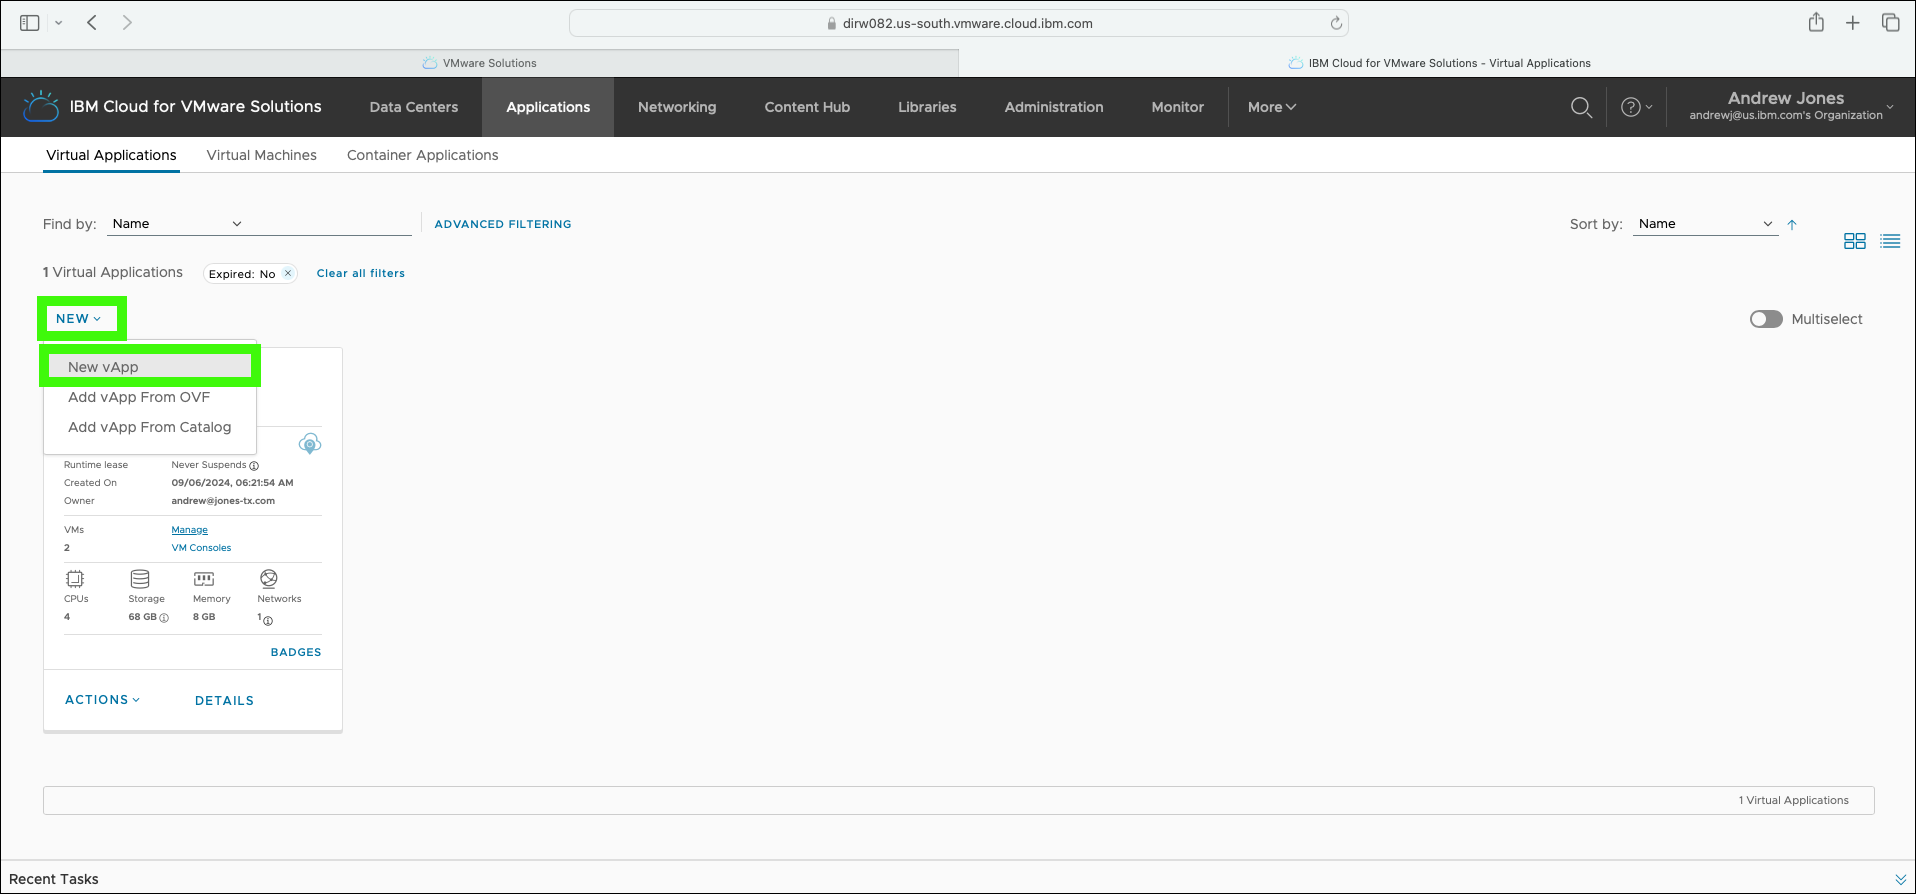 dirw082.us-south.vmware.cloud.ibm.com
VMware Solutions
IBM Cloud for VMware Solutions - Virtual Applications
IBM Cloud for VMware Solutions
Data Centers
Applications
Networking
Content Hub
Libraries
Administration
Monitor
More
Andrew Jones
andrewj@us.ibm.com's Organization
Virtual Applications
Virtual Machines
Container Applications
Find by:
Name
ADVANCED FILTERING
Sort by:
Name
1 Virtual Applications
Expired: No
Clear all filters
NEW
Multiselect
New vApp
Add vApp From OVF
Add vApp From Catalog
Runtime lease
Never Suspends
Created On
09/06/2024, 06:21:54 AM
Owner
andrew@jones-tx.com
VMs
Manage
2
VM Consoles
CPUs
Storage
Memory
Networks
4
68 GB
8 GB
1
BADGES
ACTIONS
DETAILS
1 Virtual Applications
Recent Tasks